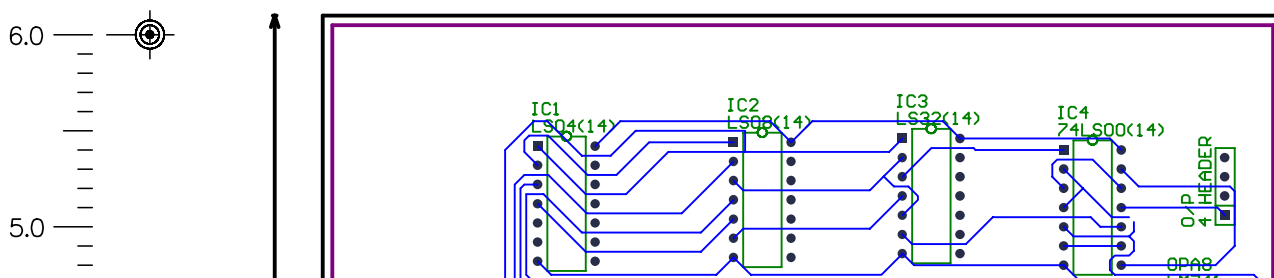 6.0
IC1
LS04(14)
IC2
LS08(14)
IC3
LS32(14)
IC4
74LS00(14)
O/P
4 HEADER
5.0
OPA8